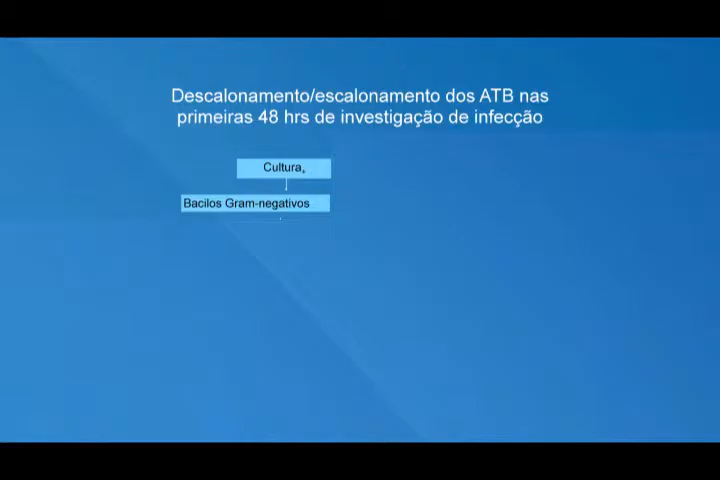 Descalonamento/escalonamento dos ATB nas
primeiras 48 hrs de investigação de infecção
Cultura+
Bacilos Gram-negativos